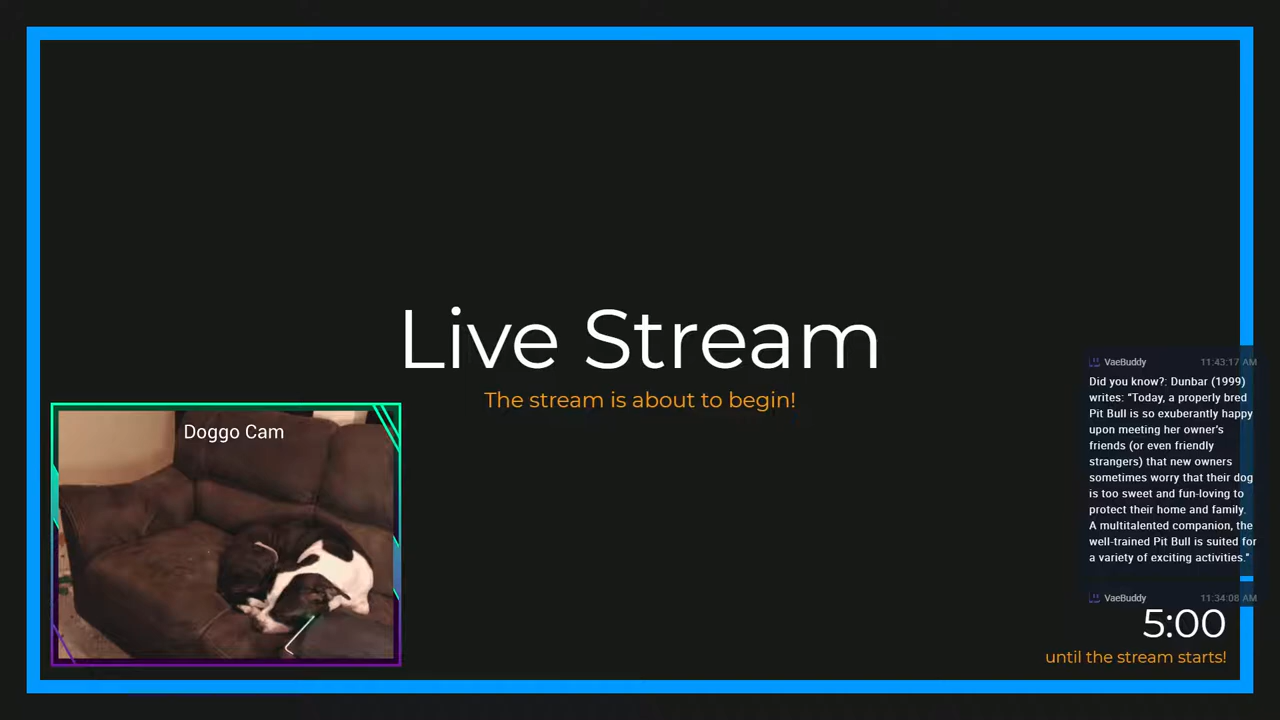 Live Stream
The stream is about to begin!
Doggo Cam
VaeBuddy 11:43:17 AM
Did you know?: Dunbar (1999)
writes: “Today, a properly bred
Pit Bull is so exuberantly happy
upon meeting her owner’s
friends (or even friendly
strangers) that new owners
sometimes worry that their dog
is too sweet and fun-loving to
protect their home and family.
A multitalented companion, the
well-trained Pit Bull is suited for
a variety of exciting activities.”
VaeBuddy 11:34:08 AM
5:00
until the stream starts!